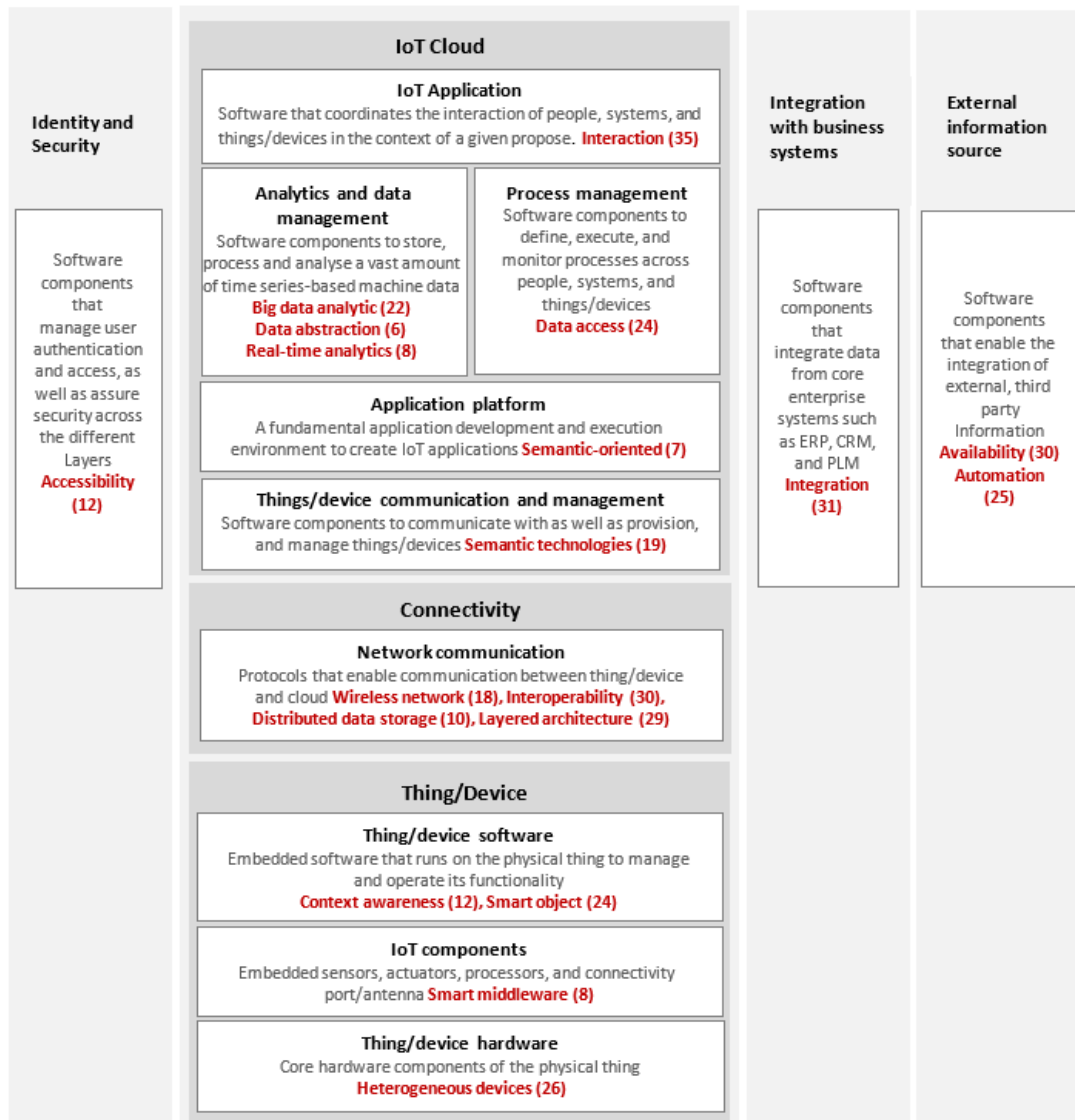 Identity and
Security
Software
components
that
manage user
authentication
and access, as
well as assure
security across
the different
Layers
Accessibility
(12)
IoT Cloud
IoT Application
Software that coordinates the interaction of people, systems, and
things/devices in the context of a given propose. Interaction (35)
Analytics and data
management
Software components to store,
process and analyse a vast amount
of time series-based machine data
Big data analytic (22)
Data abstraction (6)
Real-time analytics (8)
Process management
Software components to
define, execute, and
monitor processes across
people, systems, and
things/devices
Data access (24)
Application platform
A fundamental application development and execution
environment to create IoT applications Semantic-oriented (7)
Things/device communication and management
Software components to communicate with as well as provision,
and manage things/devices Semantic technologies (19)
Connectivity
Network communication
Protocols that enable communication between thing/device
and cloud Wireless network (18), Interoperability (30),
Distributed data storage (10), Layered architecture (29)
Thing/Device
Thing/device software
Embedded software that runs on the physical thing to manage
and operate its functionality
Context awareness (12), Smart object (24)
IoT components
Embedded sensors, actuators, processors, and connectivity
port/antenna Smart middleware (8)
Thing/device hardware
Core hardware components of the physical thing
Heterogeneous devices (26)
Integration
with business
systems
Software
components
that
integrate data
from core
enterprise
systems such
as ERP, CRM,
and PLM
Integration
(31)
External
information
source
Software
components
that enable the
integration of
external, third
party
Information
Availability (30)
Automation
(25)